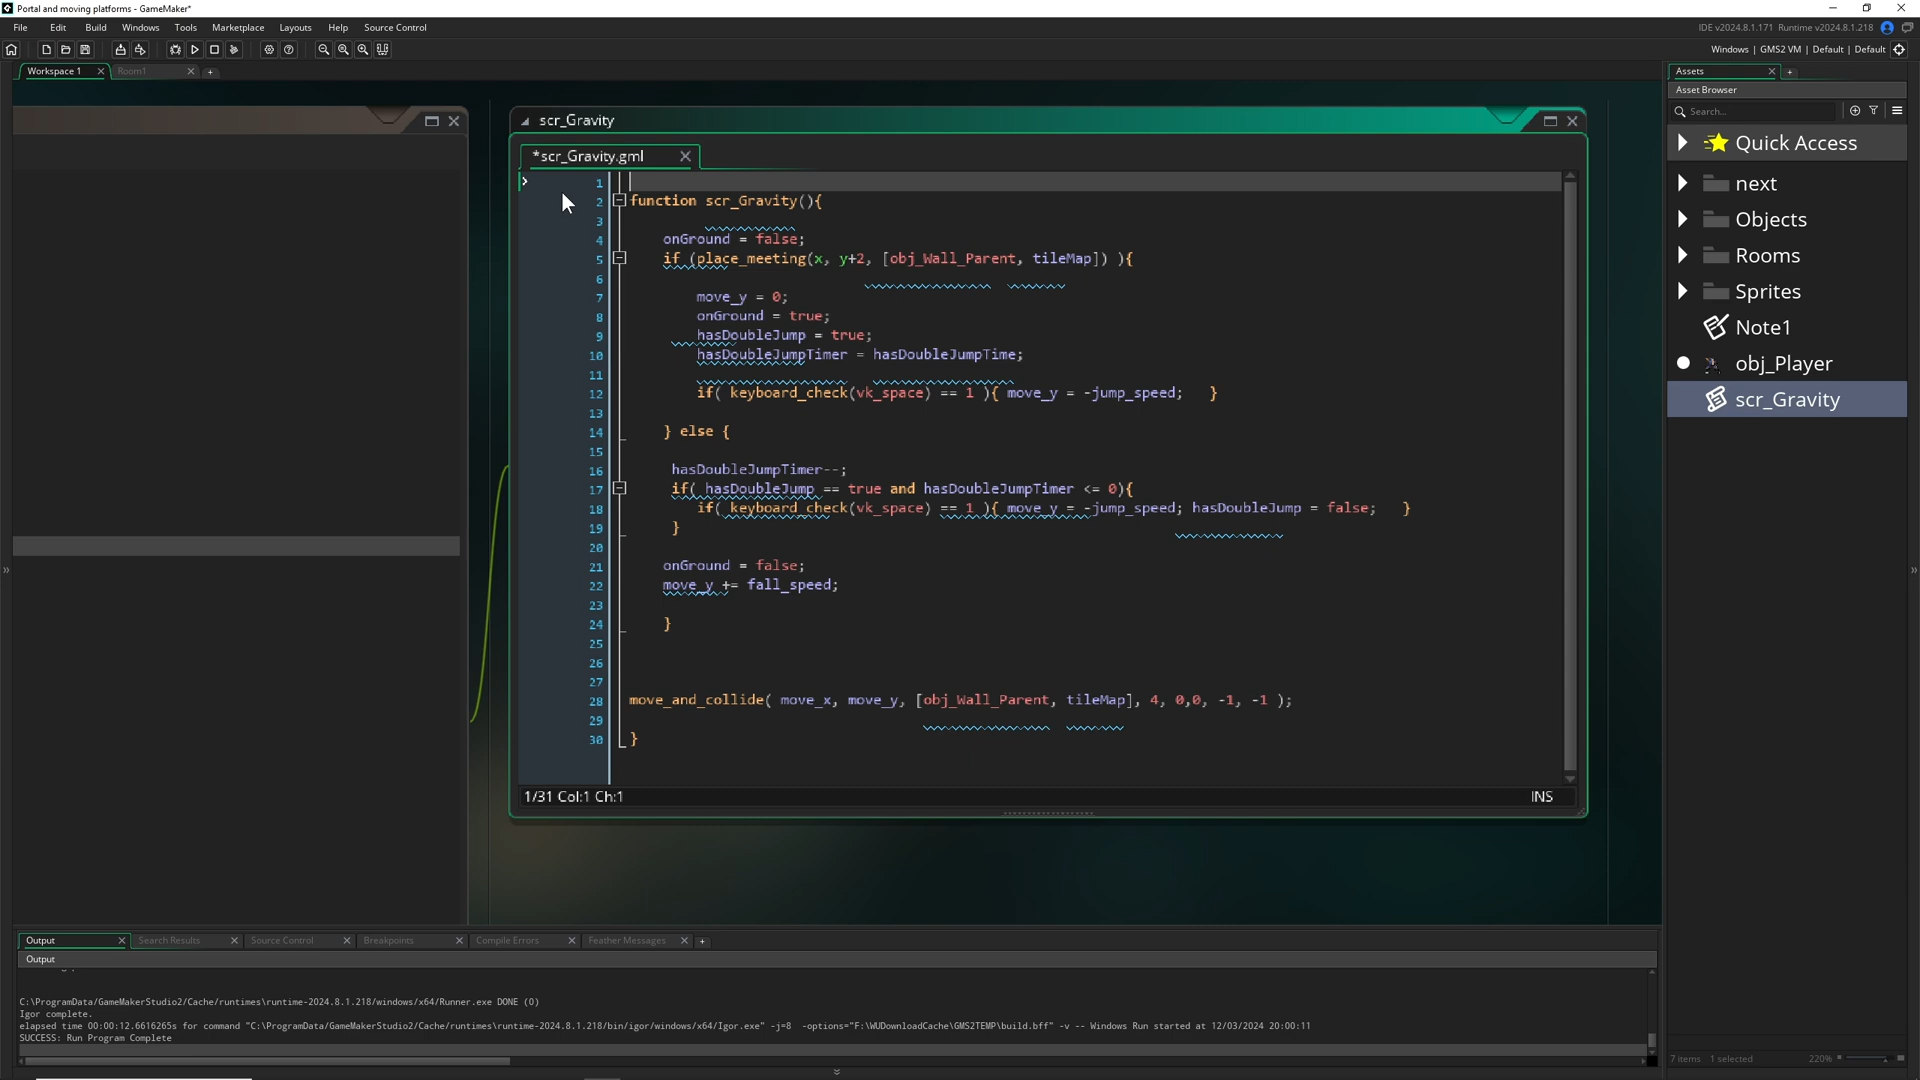 Portal and moving platforms - GameMaker*
File Edit Build Windows Tools Marketplace Layouts Help Source Control
IDE v2024.8.1.171 Runtime v2024.8.1.218
Windows | GMS2 VM | Default | Default
Workspace 1
Room1
Assets
Asset Browser
Search...
Quick Access
next
Objects
Rooms
Sprites
Note1
obj_Player
scr_Gravity
7 items 1 selected 220%
scr_Gravity
*scr_Gravity.gml
1
2 function scr_Gravity(){
3
4 onGround = false;
5 if (place_meeting(x, y+2, [obj_Wall_Parent, tileMap]) ){
6
7 move_y = 0;
8 onGround = true;
9 hasDoubleJump = true;
10 hasDoubleJumpTimer = hasDoubleJumpTime;
11
12 if( keyboard_check(vk_space) == 1 ){ move_y = -jump_speed; }
13
14 } else {
15
16 hasDoubleJumpTimer--;
17 if( hasDoubleJump == true and hasDoubleJumpTimer <= 0){
18 if( keyboard_check(vk_space) == 1 ){ move_y = -jump_speed; hasDoubleJump = false; }
19 }
20
21 onGround = false;
22 move_y += fall_speed;
23
24 }
25
26
27
28 move_and_collide( move_x, move_y, [obj_Wall_Parent, tileMap], 4, 0,0, -1, -1 );
29
30 }
1/31 Col:1 Ch:1 INS
Output Search Results Source Control Breakpoints Compile Errors Feather Messages
Output
C:\ProgramData/GameMakerStudio2/Cache/runtimes\runtime-2024.8.1.218/windows/x64/Runner.exe DONE (0)
Igor complete.
elapsed time 00:00:12.6616265s for command "C:\ProgramData/GameMakerStudio2/Cache/runtimes\runtime-2024.8.1.218/bin/igor/windows/x64/Igor.exe" -j=8 -options="F:\WUDownloadCache\GMS2TEMP\build.bff" -v -- Windows Run started at 12/03/2024 20:00:11
SUCCESS: Run Program Complete